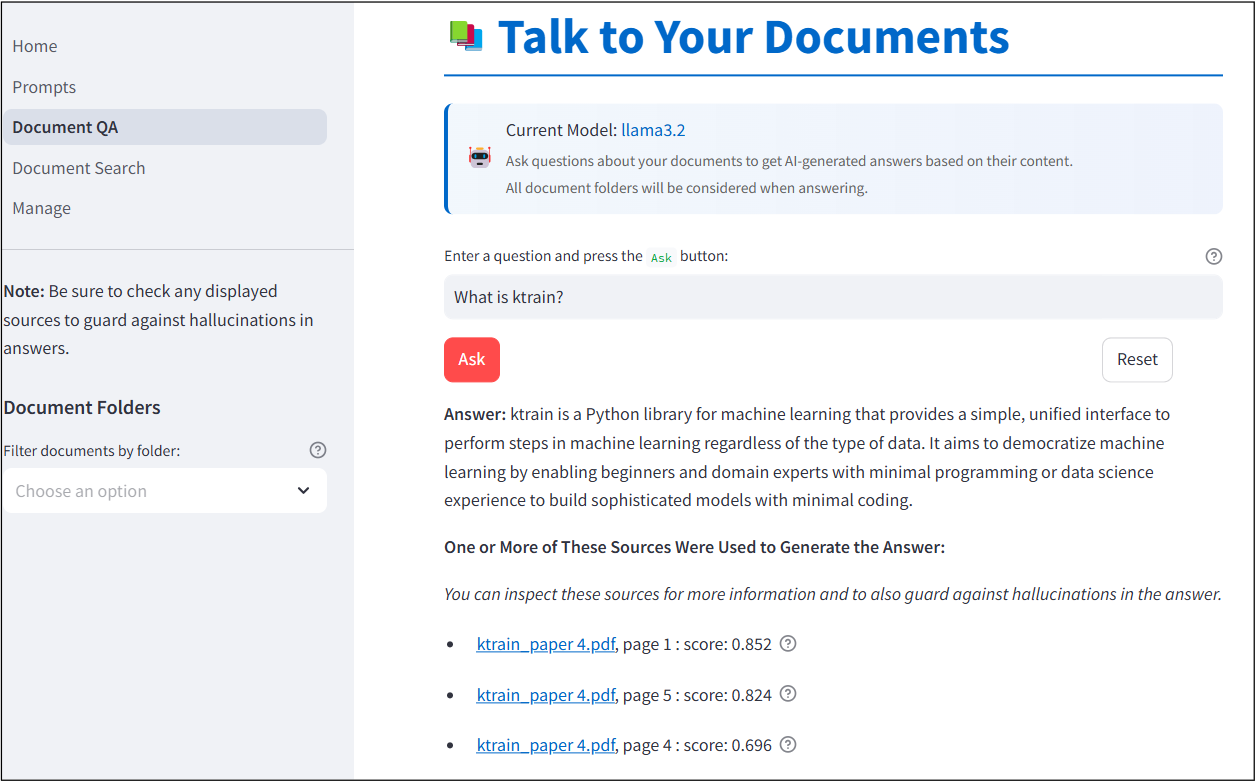 Home
Prompts
Document QA
Document Search
Manage
Note: Be sure to check any displayed
sources to guard against hallucinations in
answers.
Document Folders
Filter documents by folder:
Choose an option
Talk to Your Documents
Current Model: llama3.2
Ask questions about your documents to get AI-generated answers based on their content.
All document folders will be considered when answering.
Enter a question and press the Ask button:
What is ktrain?
Ask
Reset
Answer: ktrain is a Python library for machine learning that provides a simple, unified interface to
perform steps in machine learning regardless of the type of data. It aims to democratize machine
learning by enabling beginners and domain experts with minimal programming or data science
experience to build sophisticated models with minimal coding.
One or More of These Sources Were Used to Generate the Answer:
You can inspect these sources for more information and to also guard against hallucinations in the answer.
• ktrain_paper 4.pdf, page 1 : score: 0.852
• ktrain_paper 4.pdf, page 5 : score: 0.824
• ktrain_paper 4.pdf, page 4 : score: 0.696